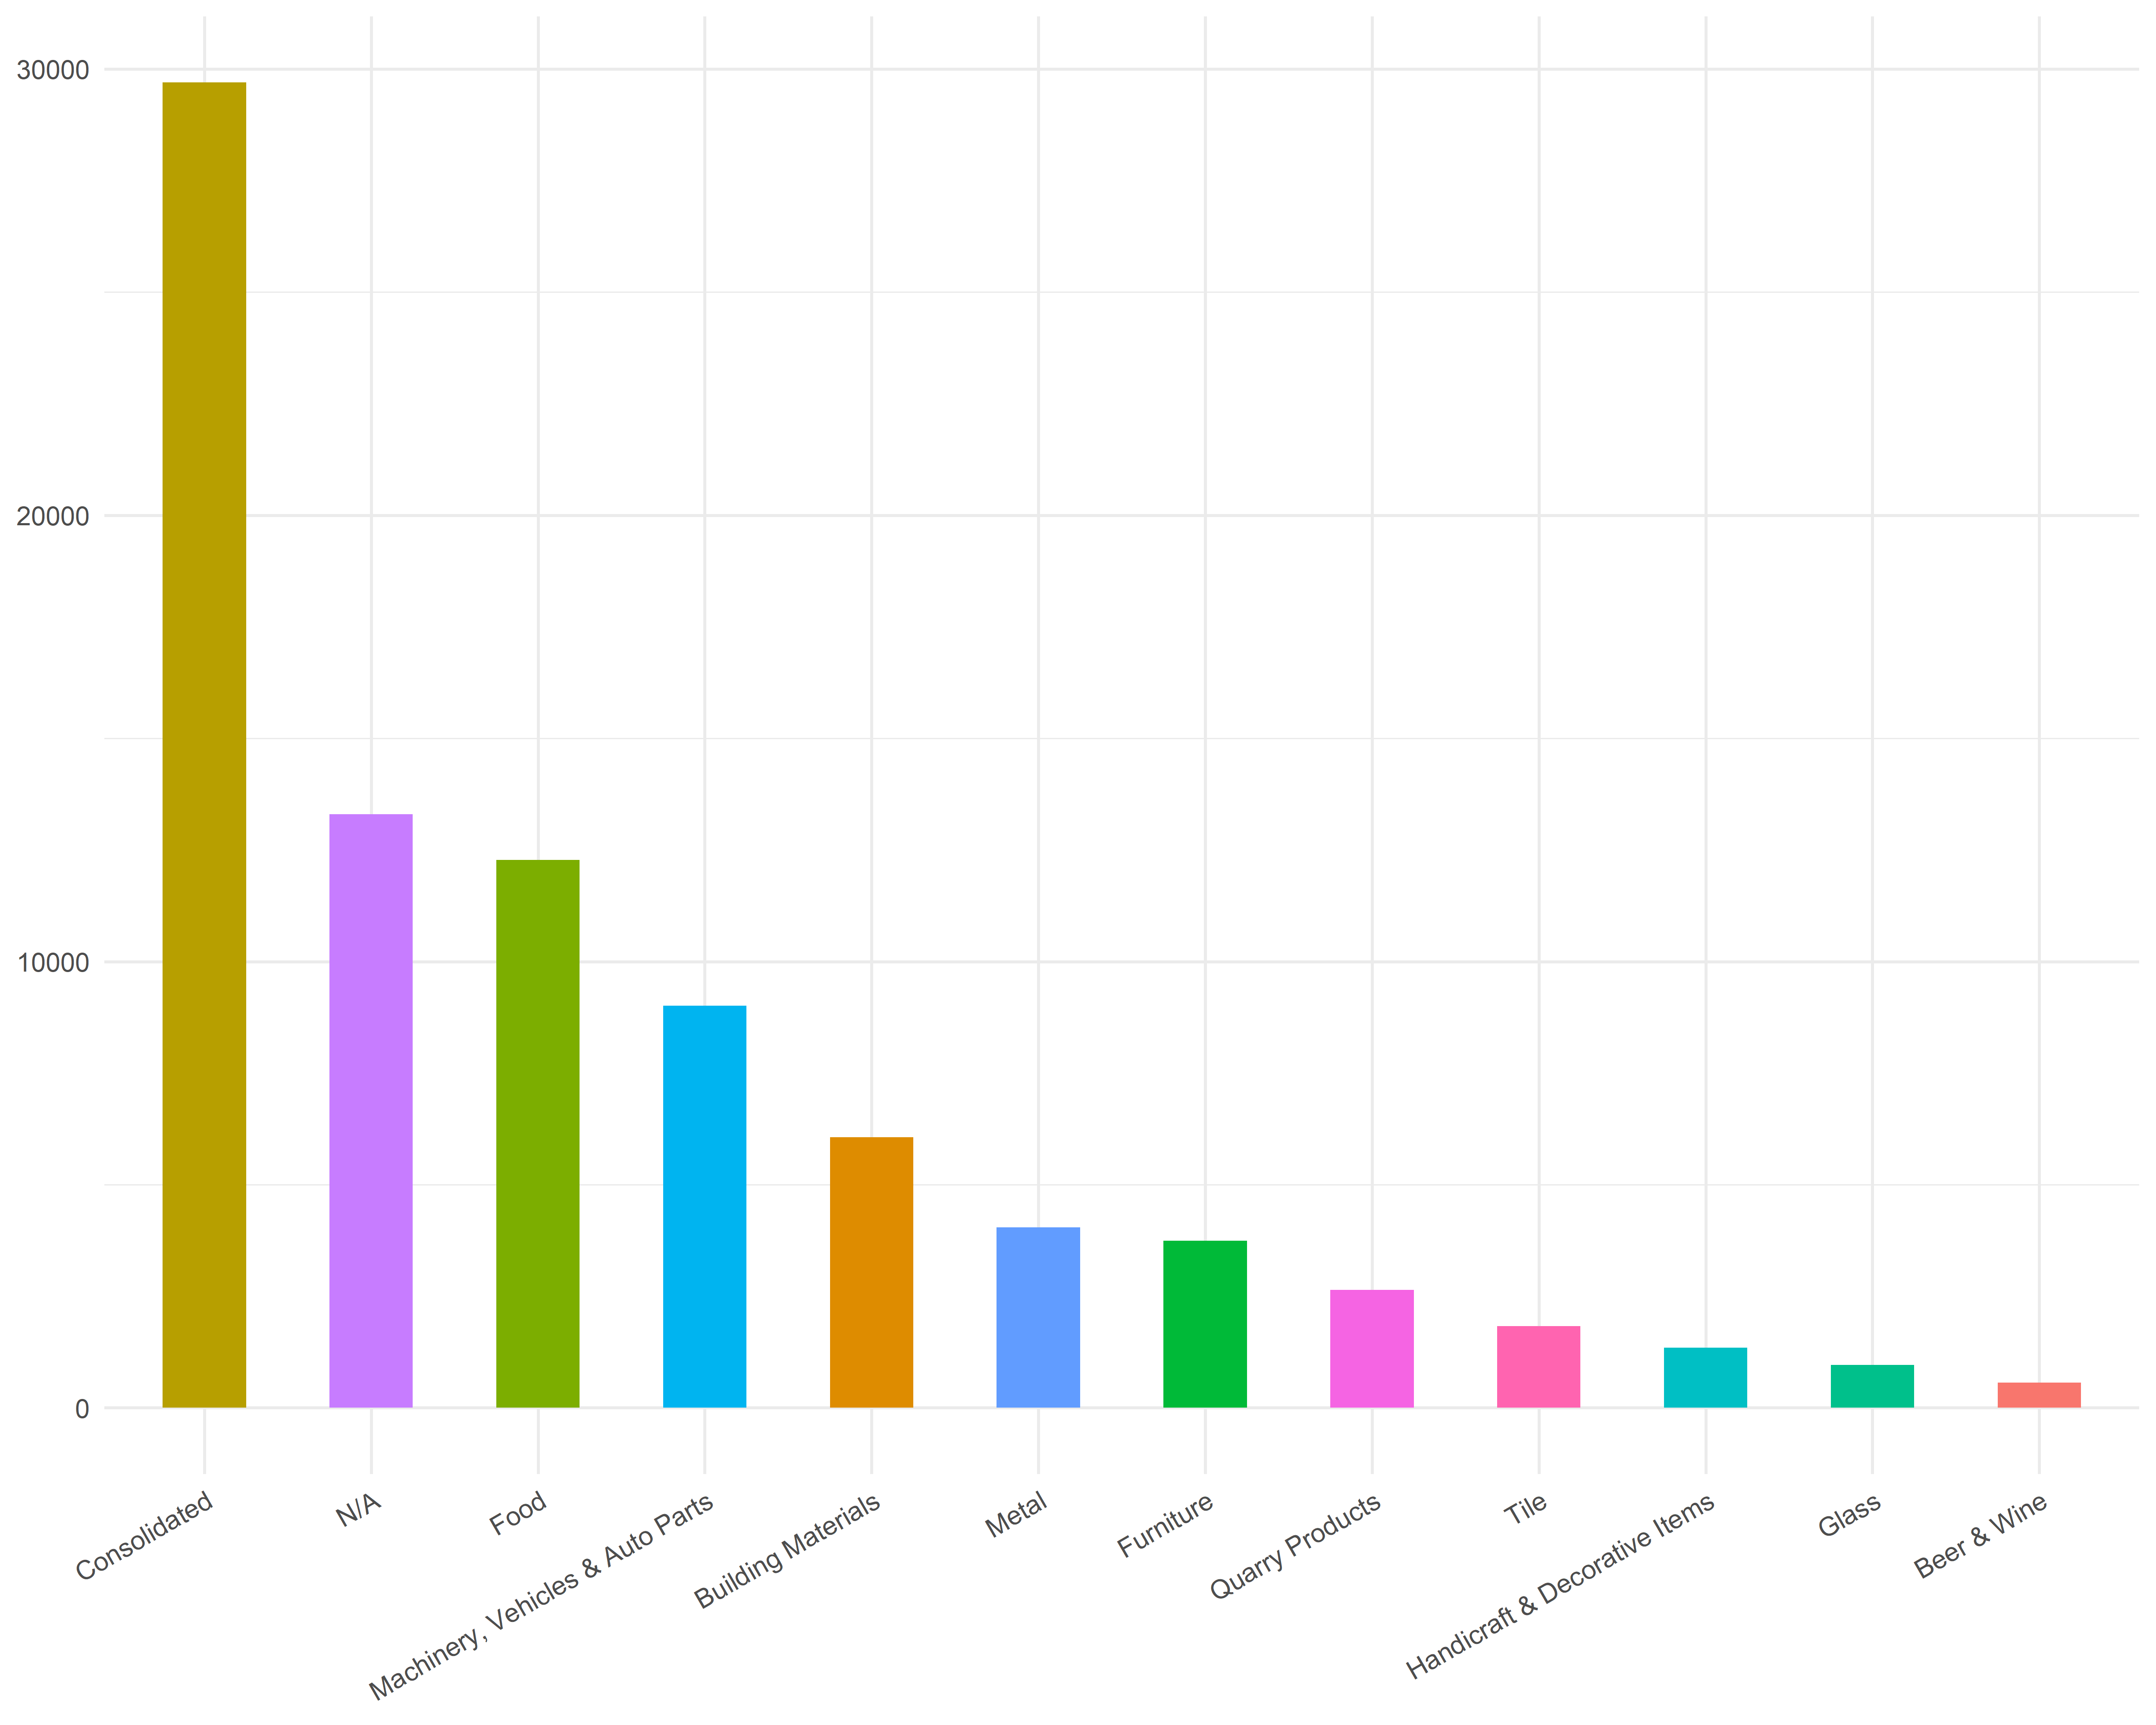 30000
20000
10000
0
Consolidated
N/A
Food
Machinery, Vehicles & Auto Parts
Building Materials
Metal
Furniture
Quarry Products
Tile
Handicraft & Decorative Items
Glass
Beer & Wine